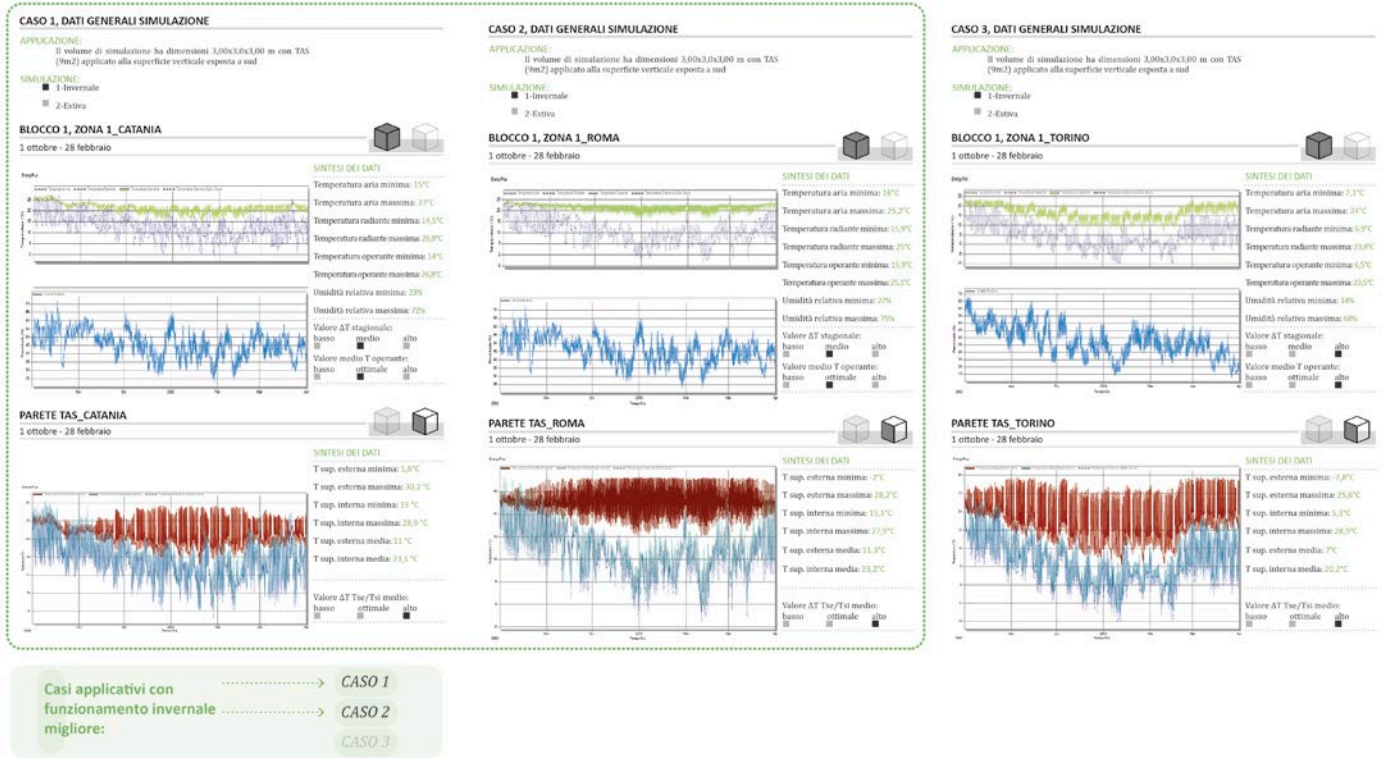 CASO 1, DATI GENERALI SIMULAZIONE
APPLICAZIONE:
Il volume di simulazione ha dimensioni 3,00x3,0x3,00 m con TAS
(9m2) applicato alla superficie verticale esposta a sud
SIMULAZIONE:
1-Invernale
2-Estiva
BLOCCO 1, ZONA 1_CATANIA
1 ottobre - 28 febbraio
SINTESI DEI DATI
Temperatura aria minima: 15°C
Temperatura aria massima: 27°C
Temperatura radiante minima: 14,5°C
Temperatura radiante massima: 26,9°C
Temperatura operante minima: 14°C
Temperatura operante massima: 26,8°C
Umidità relativa minima: 23%
Umidità relativa massima: 72%
Valore ΔT stagionale:
basso medio alto
Valore medio T operante:
basso ottimale alto
PARETE TAS_CATANIA
1 ottobre - 28 febbraio
SINTESI DEI DATI
T sup. esterna minima: 1,6°C
T sup. esterna massima: 30,2 °C
T sup. interna minima: 13 °C
T sup. interna massima: 28,9 °C
T sup. esterna media: 11 °C
T sup. interna media: 23,1 °C
Valore ΔT Tse/Tsi medio:
basso ottimale alto
CASO 2, DATI GENERALI SIMULAZIONE
APPLICAZIONE:
Il volume di simulazione ha dimensioni 3,00x3,0x3,00 m con TAS
(9m2) applicato alla superficie verticale esposta a sud
SIMULAZIONE:
1-Invernale
2-Estiva
BLOCCO 1, ZONA 1_ROMA
1 ottobre - 28 febbraio
SINTESI DEI DATI
Temperatura aria minima: 16°C
Temperatura aria massima: 25,2°C
Temperatura radiante minima: 15,9°C
Temperatura radiante massima: 25°C
Temperatura operante minima: 15,9°C
Temperatura operante massima: 25,1°C
Umidità relativa minima: 27%
Umidità relativa massima: 75%
Valore ΔT stagionale:
basso medio alto
Valore medio T operante:
basso ottimale alto
PARETE TAS_ROMA
1 ottobre - 28 febbraio
SINTESI DEI DATI
T sup. esterna minima: -2°C
T sup. esterna massima: 28,2°C
T sup. interna minima: 15,1°C
T sup. interna massima: 27,9°C
T sup. esterna media: 11,3°C
T sup. interna media: 23,2°C
Valore ΔT Tse/Tsi medio:
basso ottimale alto
CASO 3, DATI GENERALI SIMULAZIONE
APPLICAZIONE:
Il volume di simulazione ha dimensioni 3,00x3,0x3,00 m con TAS
(9m2) applicato alla superficie verticale esposta a sud
SIMULAZIONE:
1-Invernale
2-Estiva
BLOCCO 1, ZONA 1_TORINO
1 ottobre - 28 febbraio
SINTESI DEI DATI
Temperatura aria minima: 7,1°C
Temperatura aria massima: 24°C
Temperatura radiante minima: 6,9°C
Temperatura radiante massima: 23,8°C
Temperatura operante minima: 6,5°C
Temperatura operante massima: 23,5°C
Umidità relativa minima: 14%
Umidità relativa massima: 68%
Valore ΔT stagionale:
basso medio alto
Valore medio T operante:
basso ottimale alto
PARETE TAS_TORINO
1 ottobre - 28 febbraio
SINTESI DEI DATI
T sup. esterna minima: -7,8°C
T sup. esterna massima: 25,6°C
T sup. interna minima: 5,3°C
T sup. interna massima: 28,9°C
T sup. esterna media: 7°C
T sup. interna media: 20,2°C
Valore ΔT Tse/Tsi medio:
basso ottimale alto
Casi applicativi con
funzionamento invernale
migliore:
CASO 1
CASO 2
CASO 3